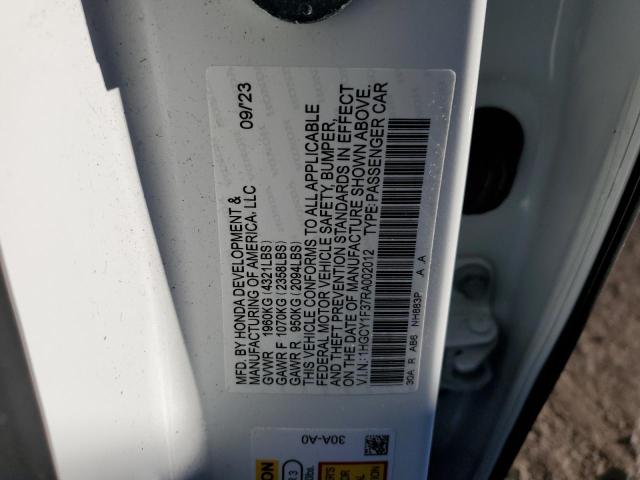 MFD. BY HONDA DEVELOPMENT & 09/'23
MANUFACTURING OF AMERICA, LLC
GVWR 1960KG (4321LBS)
GAWR F 1070KG (2358LBS)
GAWR R 950KG (2094LBS)
THIS VEHICLE CONFORMS TO ALL APPLICABLE
FEDERAL MOTOR VEHICLE SAFETY, BUMPER,
AND THEFT PREVENTION STANDARDS IN EFFECT
ON THE DATE OF MANUFACTURE SHOWN ABOVE.
V.I.N.: 1HGCY1F37RA002012 TYPE: PASSENGER CAR
30A R AB6 NH883P A A
30A-A0